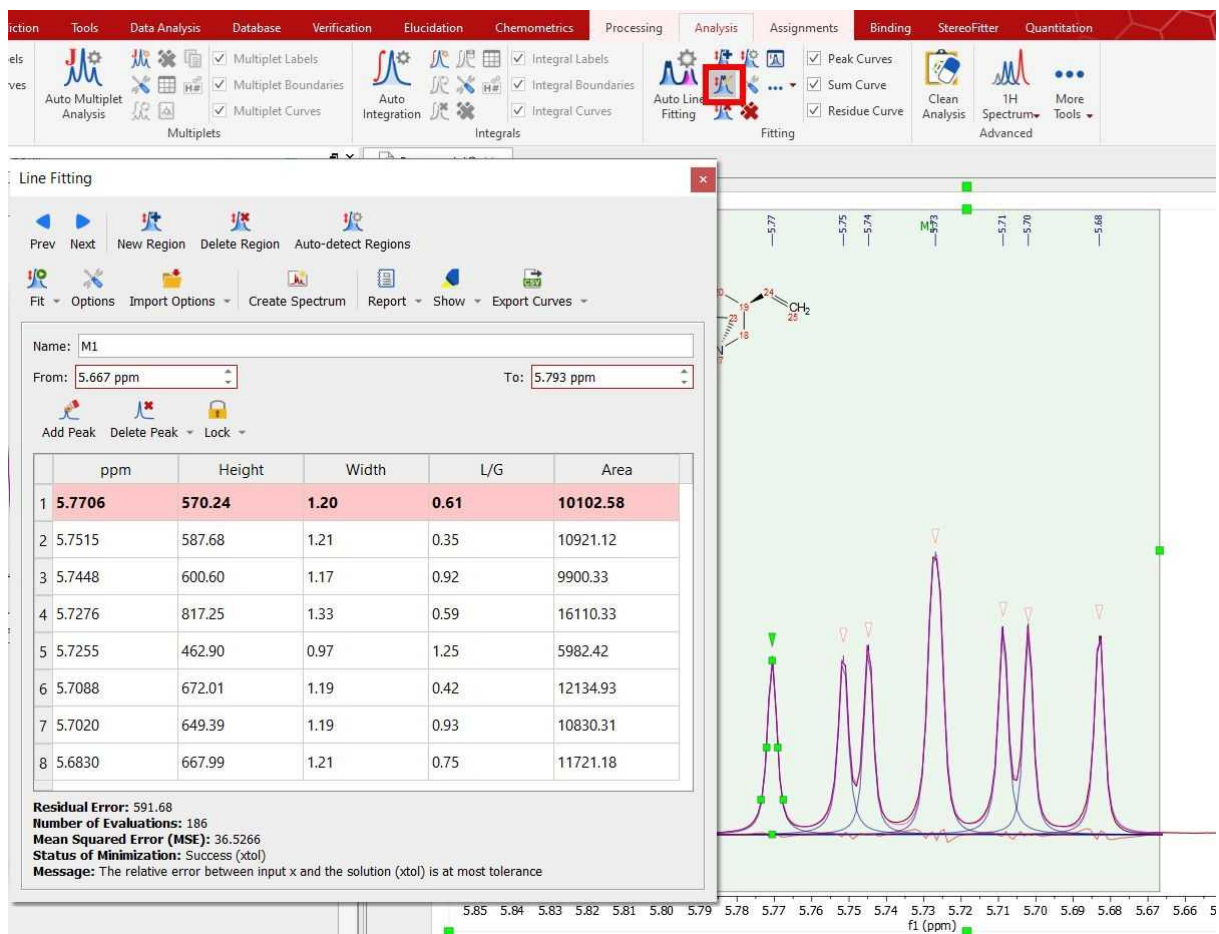 iction Tools Data Analysis Database Verification Elucidation Chemometrics Processing Analysis Assignments Binding StereoFitter Quantitation
els Multiplet Labels Integral Labels Peak Curves
ves Multiplet Boundaries Integral Boundaries Sum Curve
Multiplet Curves Integral Curves Residue Curve
Auto Multiplet Analysis
Auto Integration
Auto Line Fitting
Clean Analysis
1H Spectrum
More Tools
Multiplets Integrals Fitting Advanced
Line Fitting
Prev Next New Region Delete Region Auto-detect Regions
Fit Options Import Options Create Spectrum Report Show Export Curves
Name: M1
From: 5.667 ppm To: 5.793 ppm
Add Peak Delete Peak Lock
ppm Height Width L/G Area
1 5.7706 570.24 1.20 0.61 10102.58
2 5.7515 587.68 1.21 0.35 10921.12
3 5.7448 600.60 1.17 0.92 9900.33
4 5.7276 817.25 1.33 0.59 16110.33
5 5.7255 462.90 0.97 1.25 5982.42
6 5.7088 672.01 1.19 0.42 12134.93
7 5.7020 649.39 1.19 0.93 10830.31
8 5.6830 667.99 1.21 0.75 11721.18
Residual Error: 591.68
Number of Evaluations: 186
Mean Squared Error (MSE): 36.5266
Status of Minimization: Success (xtol)
Message: The relative error between input x and the solution (xtol) is at most tolerance
5.77 5.75 5.74 5.73 5.71 5.70 5.68
24
19 CH2
23 25
18
N
5.85 5.84 5.83 5.82 5.81 5.80 5.79 5.78 5.77 5.76 5.75 5.74 5.73 5.72 5.71 5.70 5.69 5.68 5.67 5.66 5
f1 (ppm)